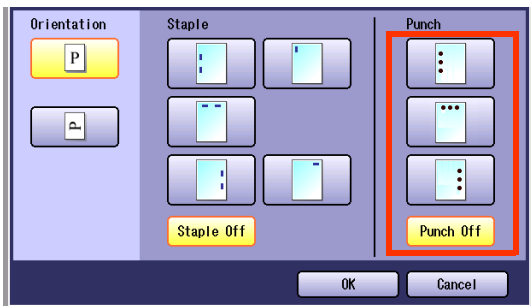 Orientation
Staple
Punch
P
P
Staple Off
Punch Off
OK
Cancel